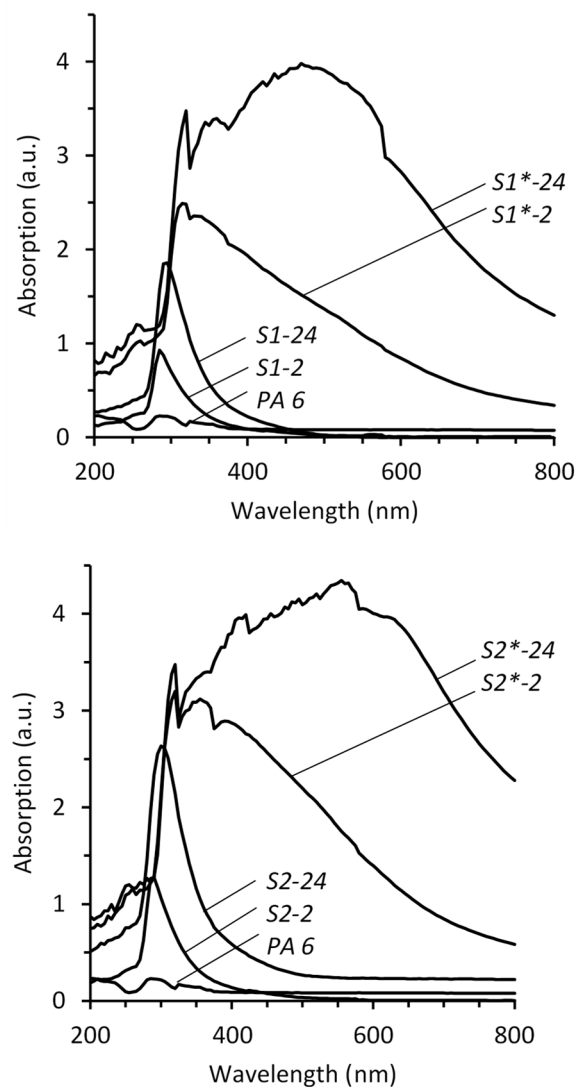 4
3
2
1
0
Absorption (a.u.)
S1*-24
S1*-2
S1-24
S1-2
PA 6
200 400 600 800
Wavelength (nm)
4
3
2
1
0
Absorption (a.u.)
S2*-24
S2*-2
S2-24
S2-2
PA 6
200 400 600 800
Wavelength (nm)